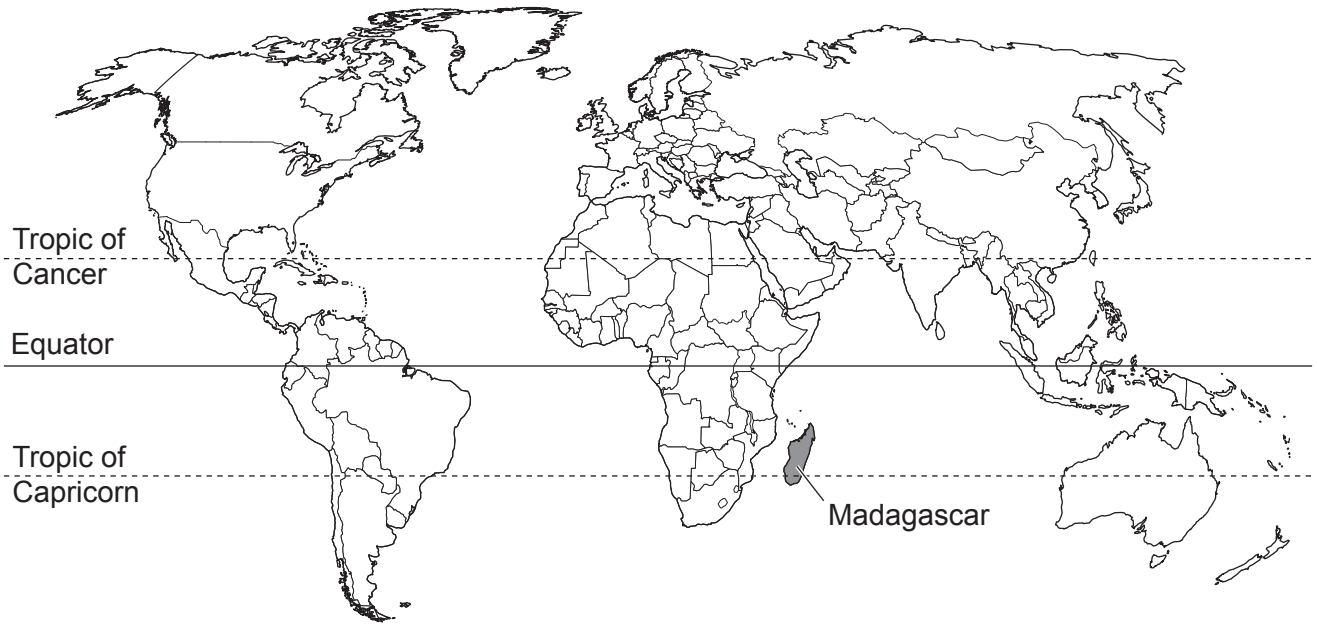 Tropic of
Cancer
Equator
Tropic of
Capricorn
Madagascar